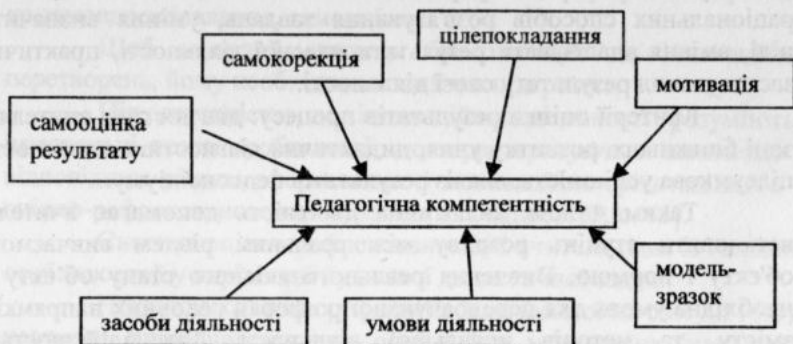 цілепокладання
самокорекція
мотивація
самооцінка
результату
Педагогічна компетентність
модель-
зразок
засоби діяльності
умови діяльності